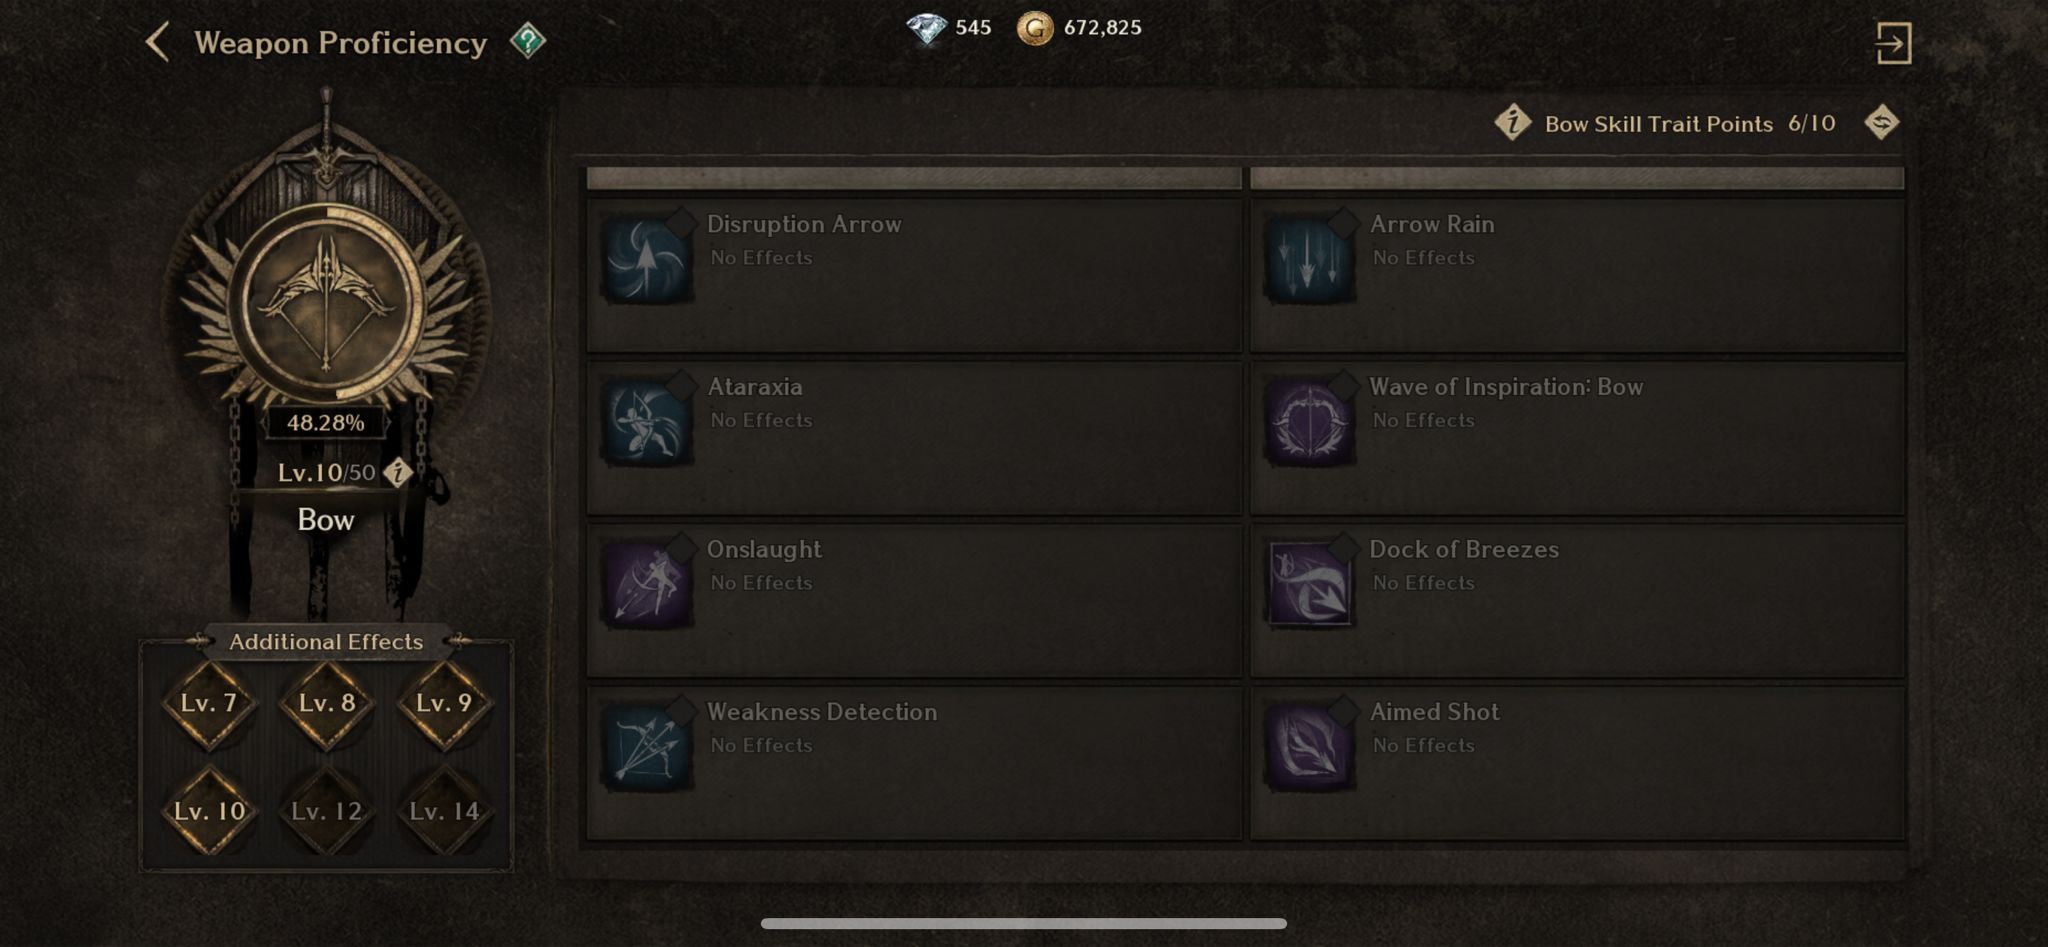 Weapon Proficiency
545
672,825
Bow Skill Trait Points 6/10
Disruption Arrow
No Effects
Arrow Rain
No Effects
Ataraxia
No Effects
Wave of Inspiration: Bow
No Effects
Onslaught
No Effects
Dock of Breezes
No Effects
Weakness Detection
No Effects
Aimed Shot
No Effects
48.28%
Lv.10/50
Bow
Additional Effects
Lv. 7
Lv. 8
Lv. 9
Lv. 10
Lv. 12
Lv. 14